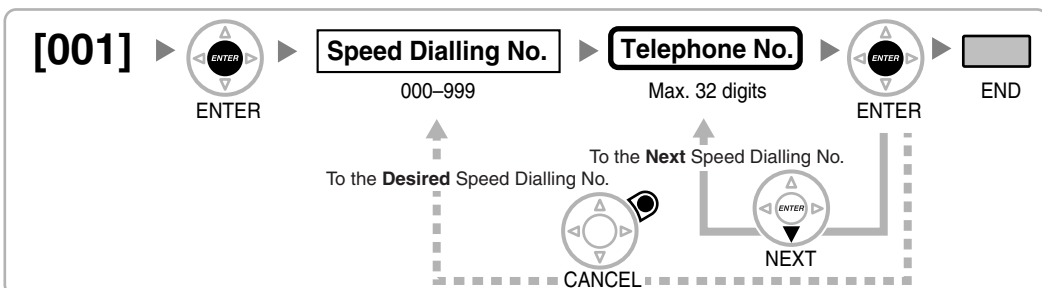 [001]
ENTER
ENTER
Speed Dialling No.
000–999
Telephone No.
Max. 32 digits
ENTER
ENTER
END
To the Next Speed Dialling No.
To the Desired Speed Dialling No.
ENTER
NEXT
CANCEL